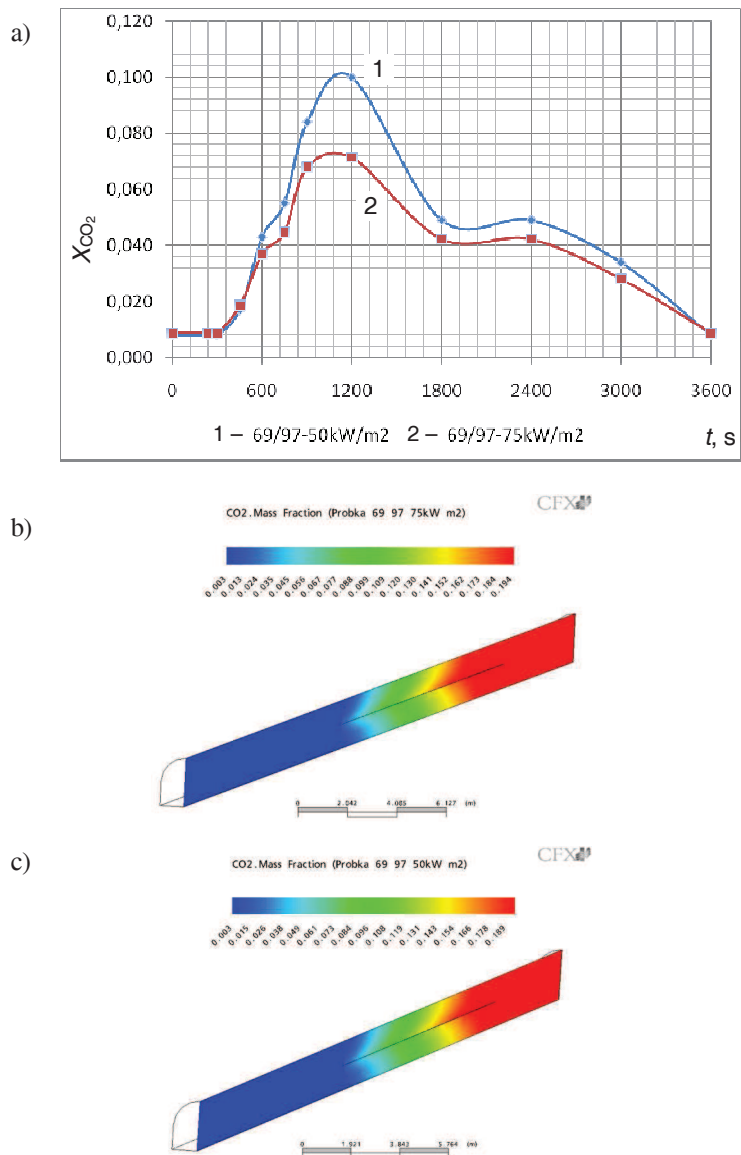 a)
0,120
0,100
0,080
0,060
0,040
0,020
0,000
XCO2
1
2
0 600 1200 1800 2400 3000 3600
1 – 69/97-50kW/m2 2 – 69/97-75kW/m2
t, s
b)
CO2.Mass Fraction (Probka 69 97 75kW m2)
CFX
0.003 0.013 0.024 0.035 0.045 0.056 0.067 0.077 0.088 0.099 0.109 0.120 0.130 0.141 0.152 0.162 0.173 0.184 0.194
0 2.042 4.085 6.127 (m)
c)
CO2.Mass Fraction (Probka 69 97 50kW m2)
CFX
0.003 0.015 0.026 0.038 0.049 0.061 0.073 0.084 0.096 0.108 0.119 0.131 0.143 0.154 0.166 0.178 0.189
0 1.921 3.842 5.764 (m)